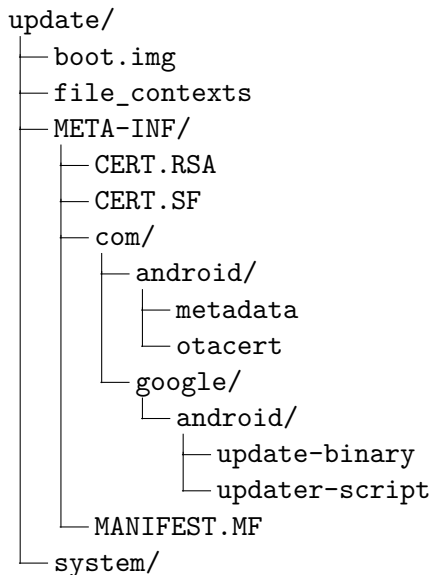 update/
boot.img
file_contexts
META-INF/
CERT.RSA
CERT.SF
com/
android/
metadata
otacert
google/
android/
update-binary
updater-script
MANIFEST.MF
system/